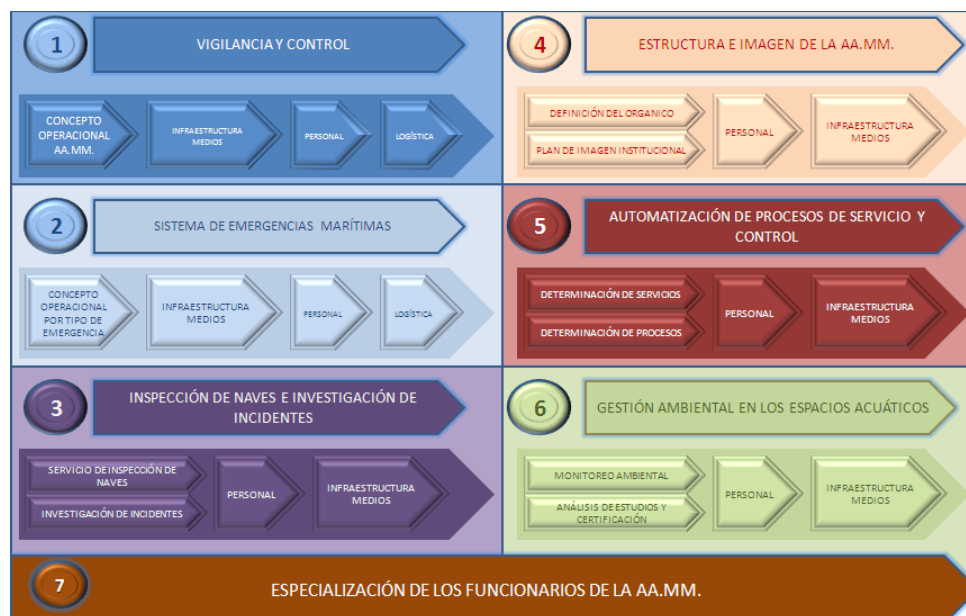 1
VIGILANCIA Y CONTROL
CONCEPTO
OPERACIONAL
AA.MM.
INFRAESTRUCTURA
MEDIOS
PERSONAL
LOGÍSTICA
2
SISTEMA DE EMERGENCIAS MARÍTIMAS
CONCEPTO
OPERACIONAL
POR TIPO DE
EMERGENCIA
INFRAESTRUCTURA
MEDIOS
PERSONAL
LOGÍSTICA
3
INSPECCIÓN DE NAVES E INVESTIGACIÓN DE
INCIDENTES
SERVICIO DE INSPECCIÓN DE
NAVES
INVESTIGACIÓN DE INCIDENTES
PERSONAL
INFRAESTRUCTURA
MEDIOS
4
ESTRUCTURA E IMAGEN DE LA AA.MM.
DEFINICIÓN DEL ORGANICO
PLAN DE IMAGEN INSTITUCIONAL
PERSONAL
INFRAESTRUCTURA
MEDIOS
5
AUTOMATIZACIÓN DE PROCESOS DE SERVICIO Y
CONTROL
DETERMINACIÓN DE SERVICIOS
DETERMINACIÓN DE PROCESOS
PERSONAL
INFRAESTRUCTURA
MEDIOS
6
GESTIÓN AMBIENTAL EN LOS ESPACIOS ACUÁTICOS
MONITOREO AMBIENTAL
ANÁLISIS DE ESTUDIOS Y
CERTIFICACIÓN
PERSONAL
INFRAESTRUCTURA
MEDIOS
7
ESPECIALIZACIÓN DE LOS FUNCIONARIOS DE LA AA.MM.